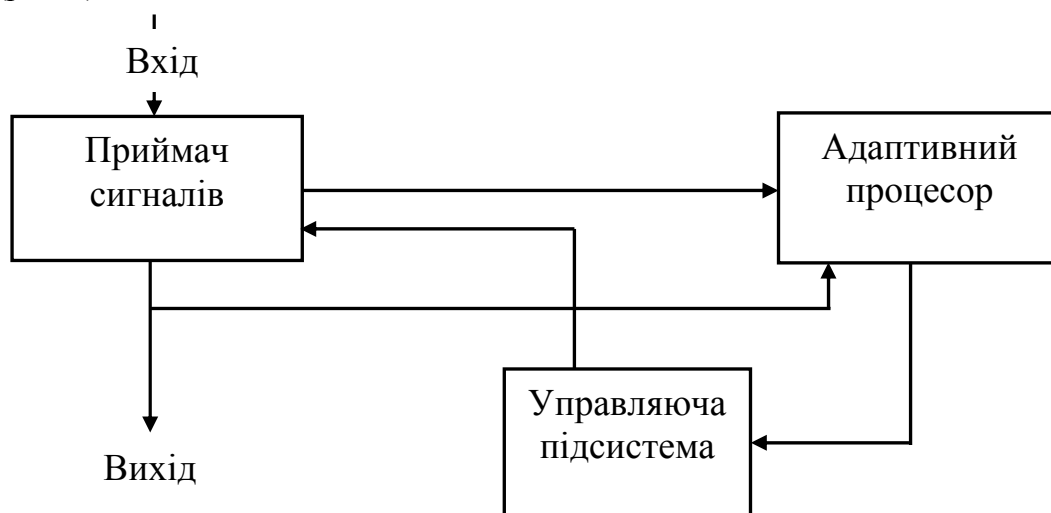 Вхід
Приймач
сигналів
Адаптивний
процесор
Управляюча
підсистема
Вихід